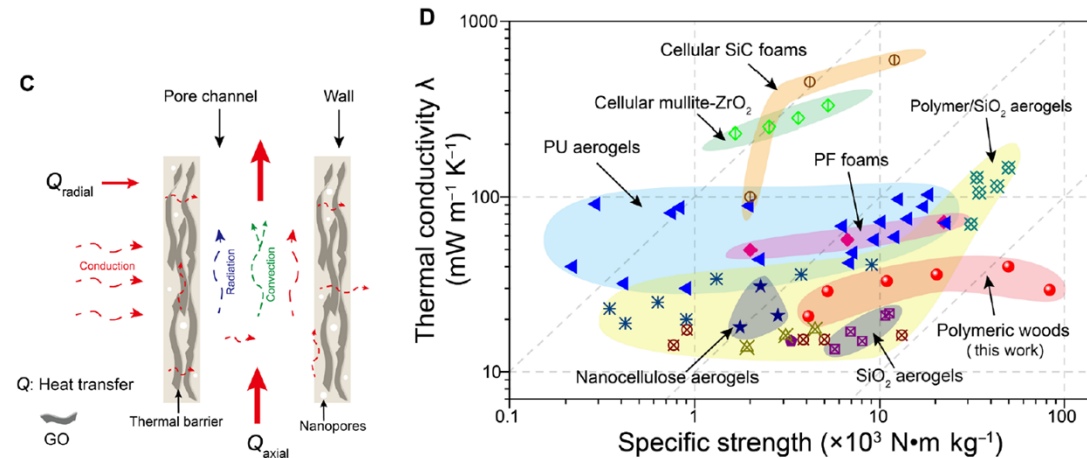 C
Pore channel
Wall
Qradial
Conduction
Radiation
Convection
Q: Heat transfer
GO
Thermal barrier
Qaxial
Nanopores
D
Thermal conductivity λ
(mW m⁻¹ K⁻¹)
1000
100
10
Cellular SiC foams
Cellular mullite-ZrO₂
Polymer/SiO₂ aerogels
PU aerogels
PF foams
Polymeric woods
(this work)
Nanocellulose aerogels
SiO₂ aerogels
0.1
1
10
100
Specific strength (×10³ N•m kg⁻¹)